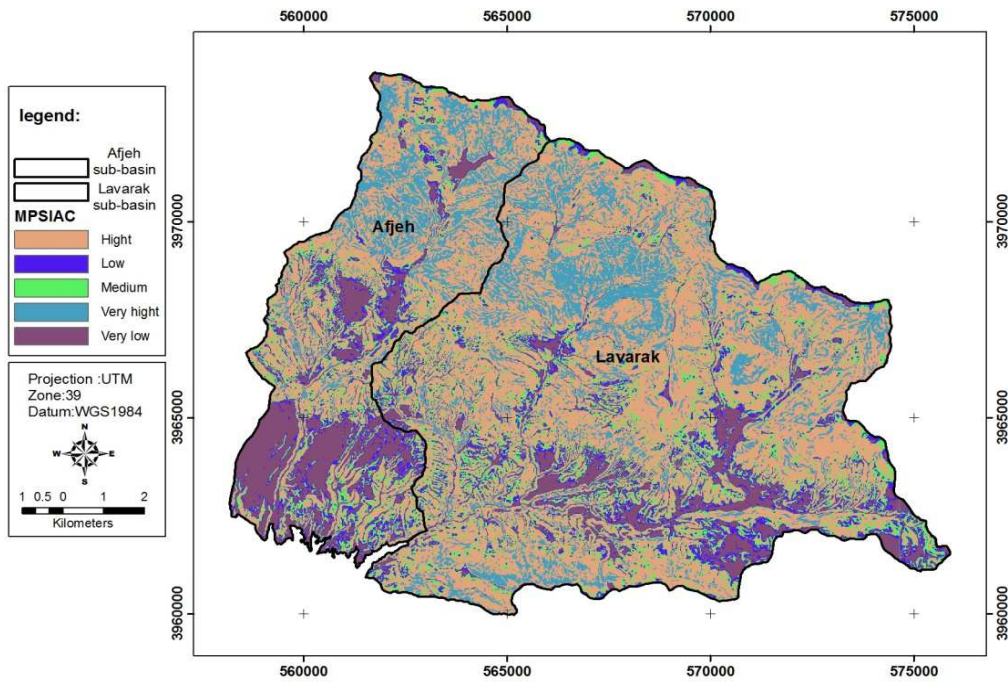 560000 565000 570000 575000
legend:
Afjeh
sub-basin
Lavarak
sub-basin
MPSIAC
Hight
Low
Medium
Very hight
Very low
Projection :UTM
Zone:39
Datum:WGS1984
N
W E
S
1 0.5 0 1 2
Kilometers
3970000 3970000
Afjeh
Lavarak
3965000 3965000
3960000 3960000
560000 565000 570000 575000